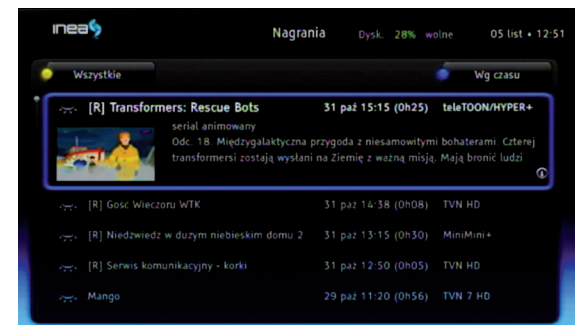 inea
Nagrania
Dysk. 28% wolne
05 list • 12:51
Wszystkie
Wg czasu
[R] Transformers: Rescue Bots 31 paź 15:15 (0h25) teleTOON/HYPER+
serial animowany
Odc. 18. Międzygalaktyczna przygoda z niesamowitymi bohaterami. Czterej
transformersi zostają wysłani na Ziemię z ważną misją. Mają bronić ludzi
[R] Gość Wieczoru WTK 31 paź 14:38 (0h08) TVN HD
[R] Niedźwiedź w dużym niebieskim domu 2 31 paź 13:15 (0h30) MiniMini+
[R] Serwis komunikacyjny - korki 31 paź 12:50 (0h05) TVN HD
Mango 29 paź 11:20 (0h56) TVN 7 HD